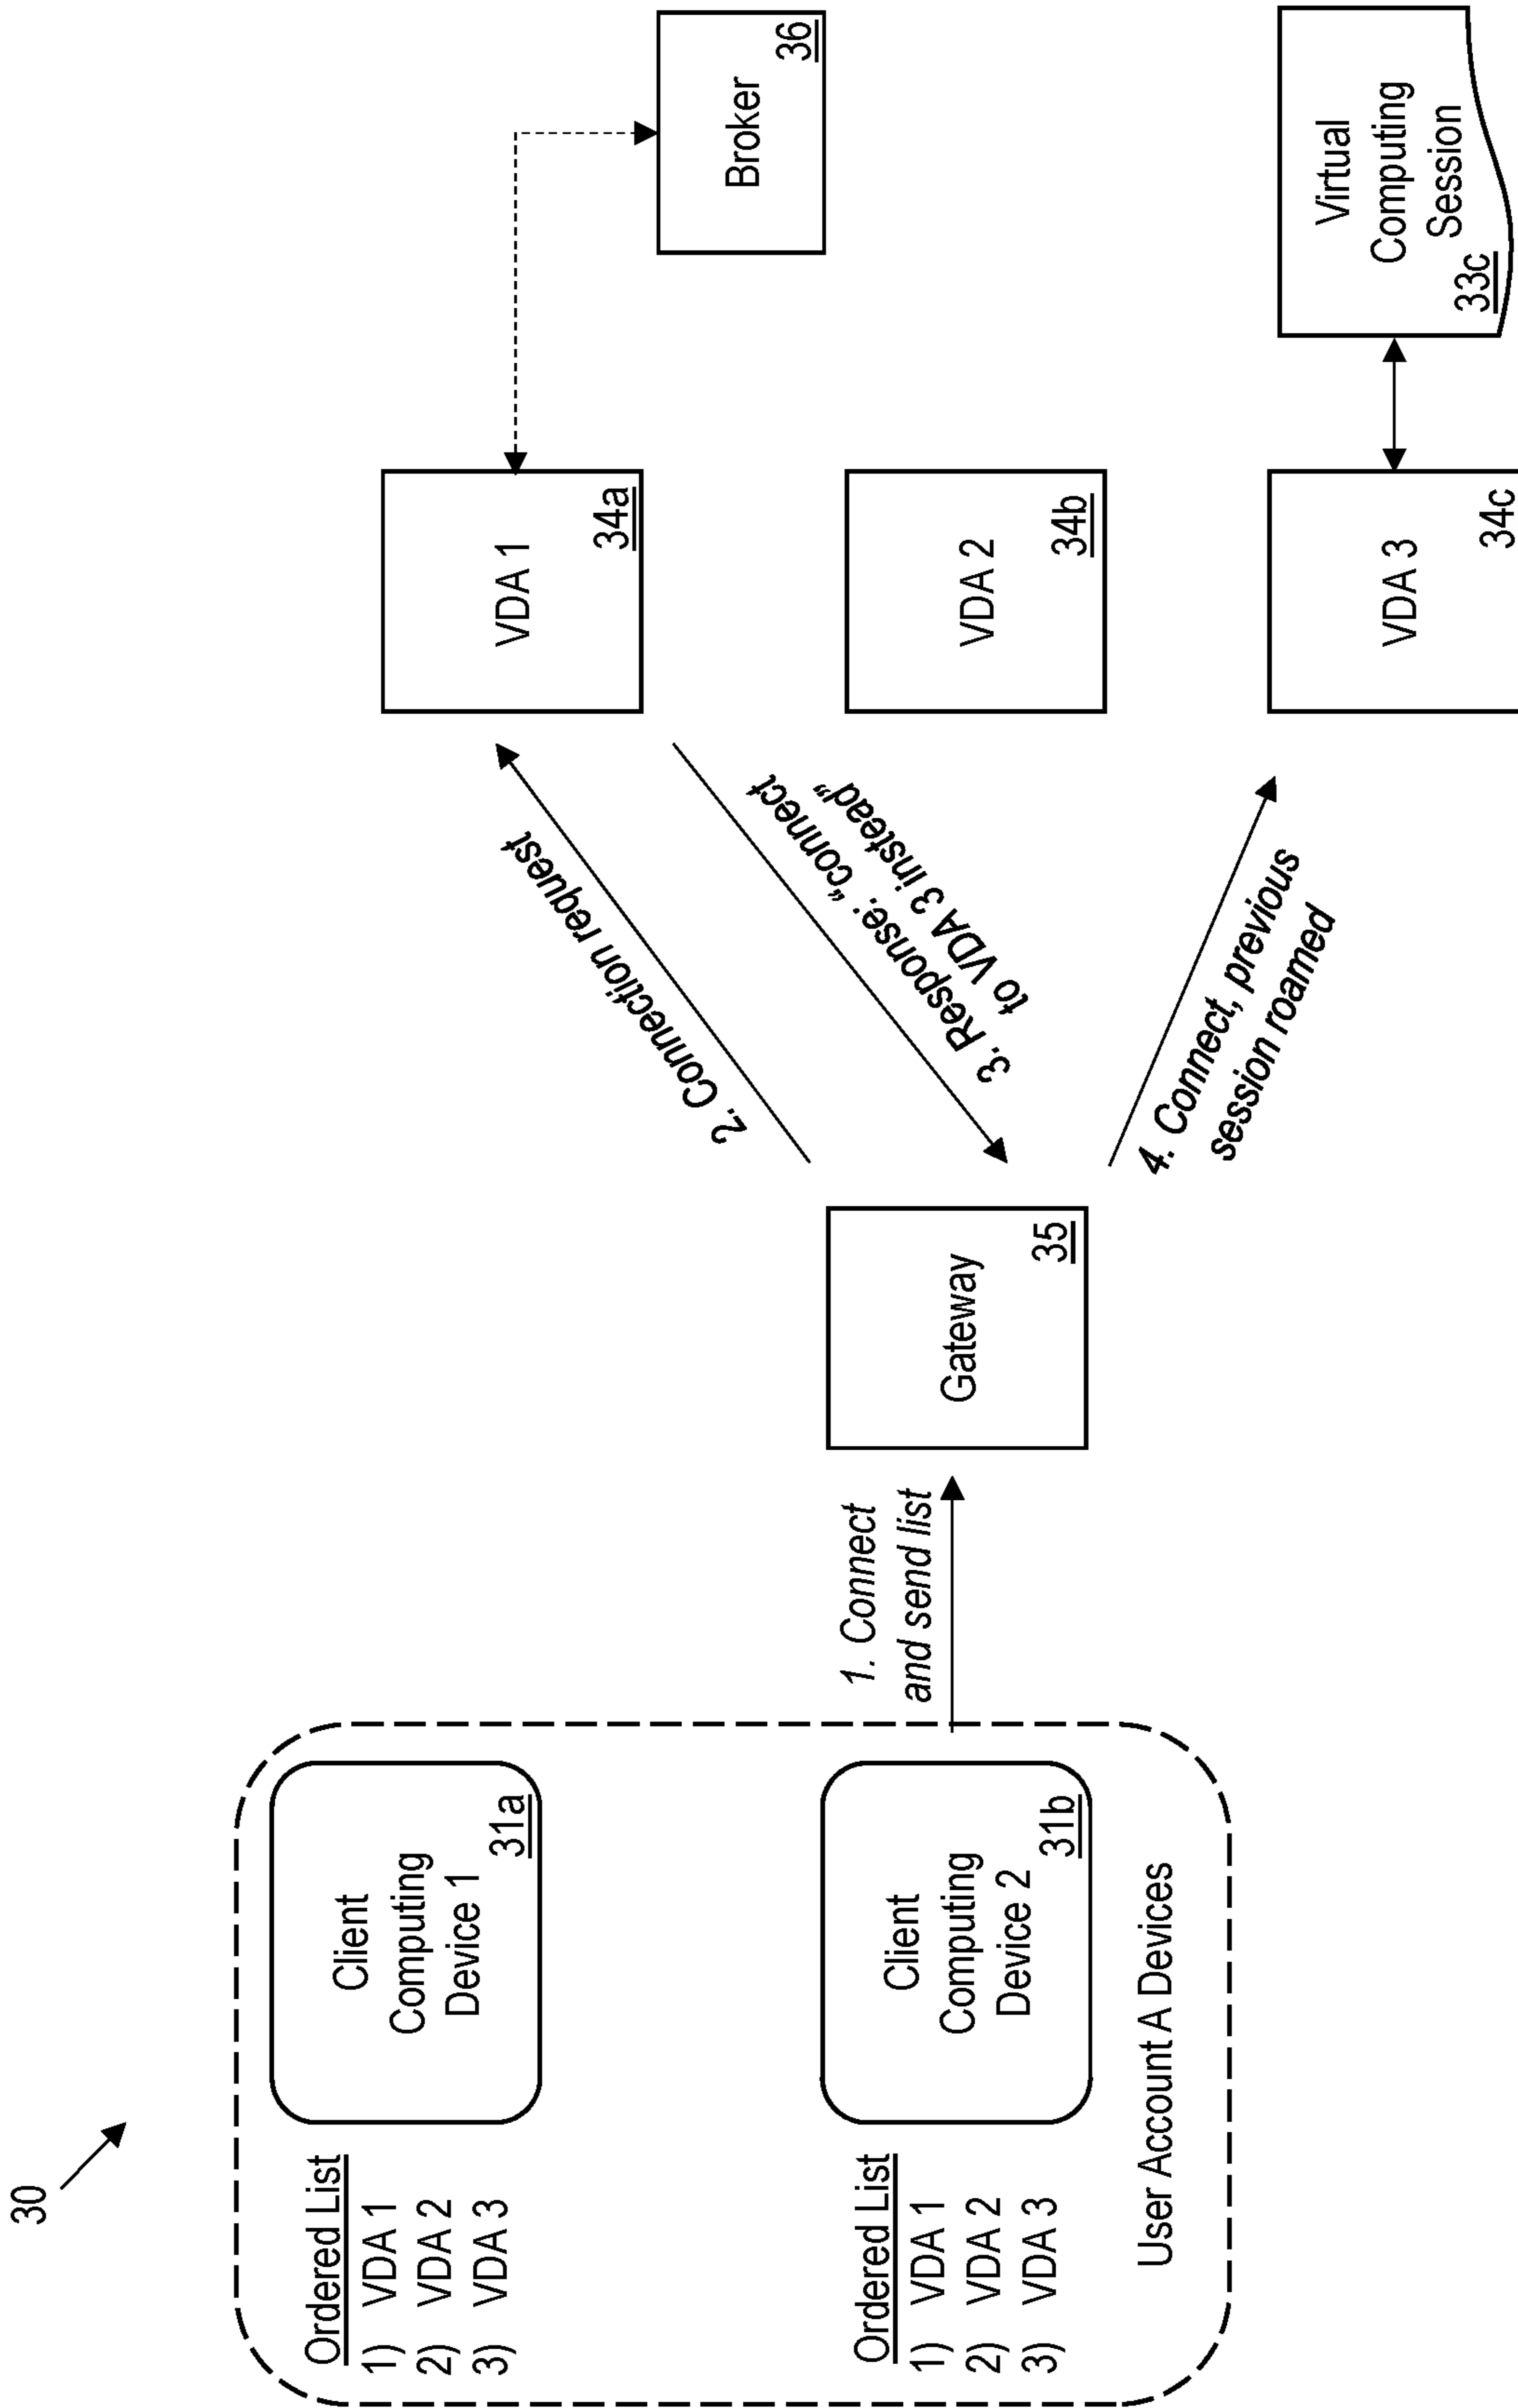 30
Ordered List
1) VDA 1
2) VDA 2
3) VDA 3
Client
Computing
Device 1
31a
Ordered List
1) VDA 1
2) VDA 2
3) VDA 3
Client
Computing
Device 2
31b
User Account A Devices
1. Connect
and send list
Gateway
35
2. Connection request
3. Response: “connect
to VDA 3 instead”
4. Connect, previous
session roamed
VDA 1
34a
VDA 2
34b
VDA 3
34c
Broker
36
Virtual
Computing
Session
33c